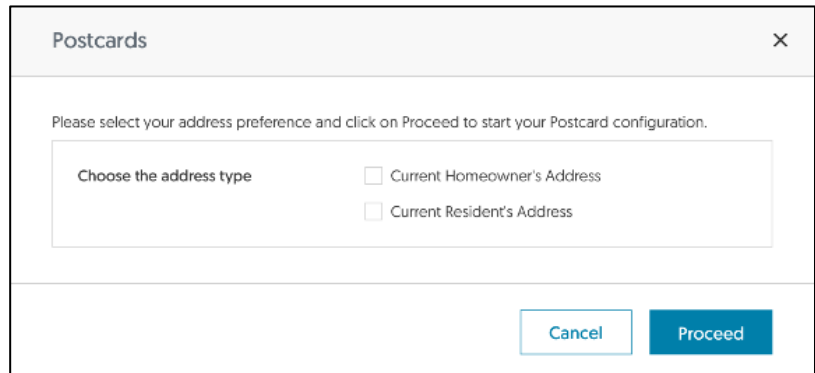 Postcards
Please select your address preference and click on Proceed to start your Postcard configuration.
Choose the address type
Current Homeowner's Address
Current Resident's Address
Cancel
Proceed